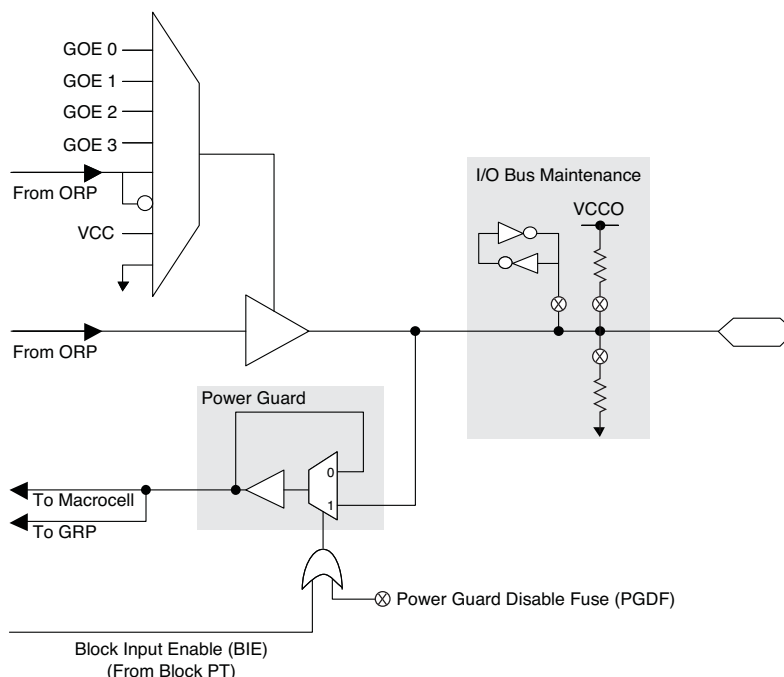 GOE 0
GOE 1
GOE 2
GOE 3
From ORP
VCC
I/O Bus Maintenance
VCCO
From ORP
Power Guard
0
1
To Macrocell
To GRP
Power Guard Disable Fuse (PGDF)
Block Input Enable (BIE)
(From Block PT)